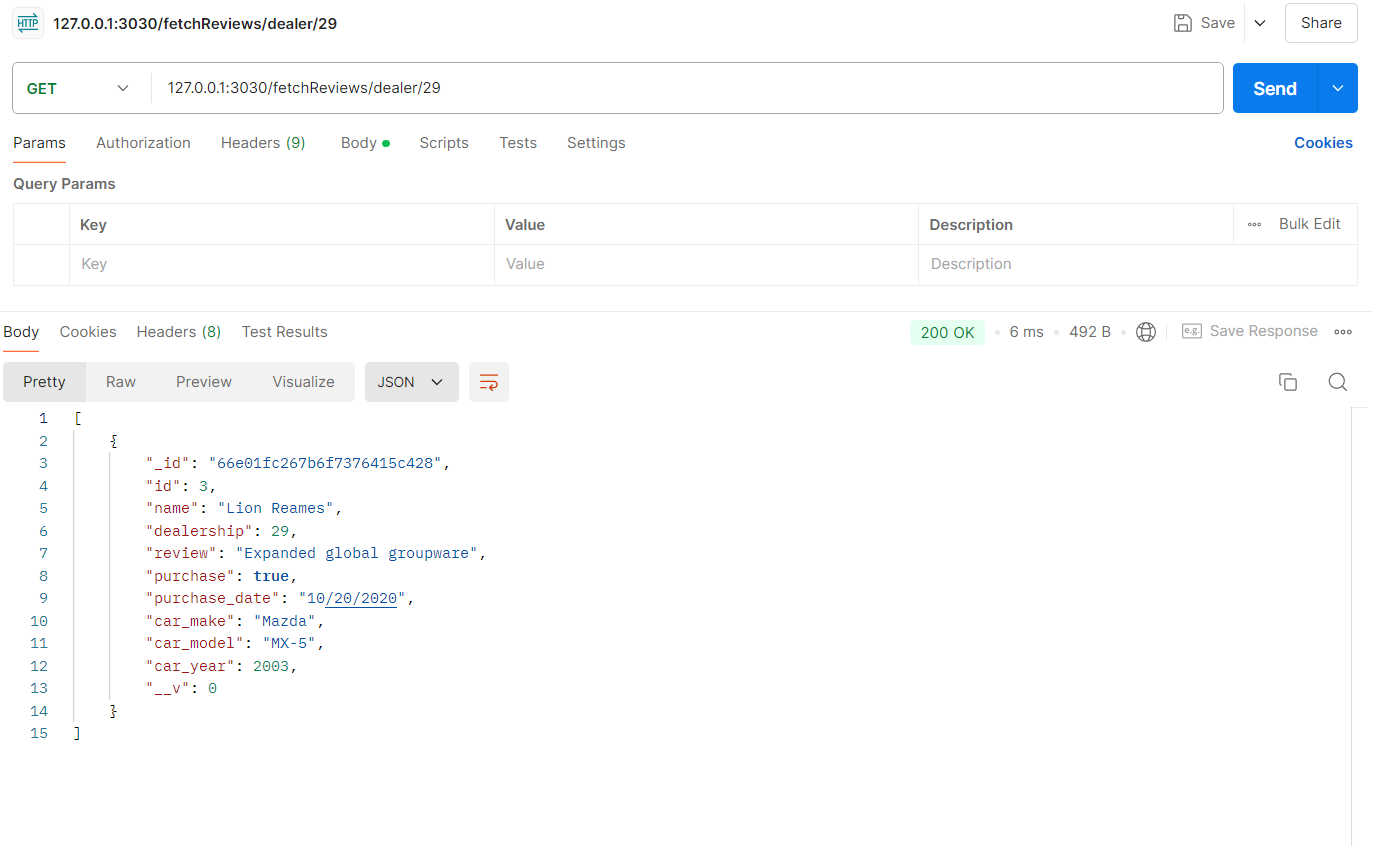 HTTP 127.0.0.1:3030/fetchReviews/dealer/29 Save Share
GET 127.0.0.1:3030/fetchReviews/dealer/29 Send
Params Authorization Headers (9) Body Scripts Tests Settings Cookies
Query Params
Key Value Description Bulk Edit
Key Value Description
Body Cookies Headers (8) Test Results 200 OK 6 ms 492 B e.g. Save Response
Pretty Raw Preview Visualize JSON
1 [
2 {
3 "_id": "66e01fc267b6f7376415c428",
4 "id": 3,
5 "name": "Lion Reames",
6 "dealership": 29,
7 "review": "Expanded global groupware",
8 "purchase": true,
9 "purchase_date": "10/20/2020",
10 "car_make": "Mazda",
11 "car_model": "MX-5",
12 "car_year": 2003,
13 "__v": 0
14 }
15 ]